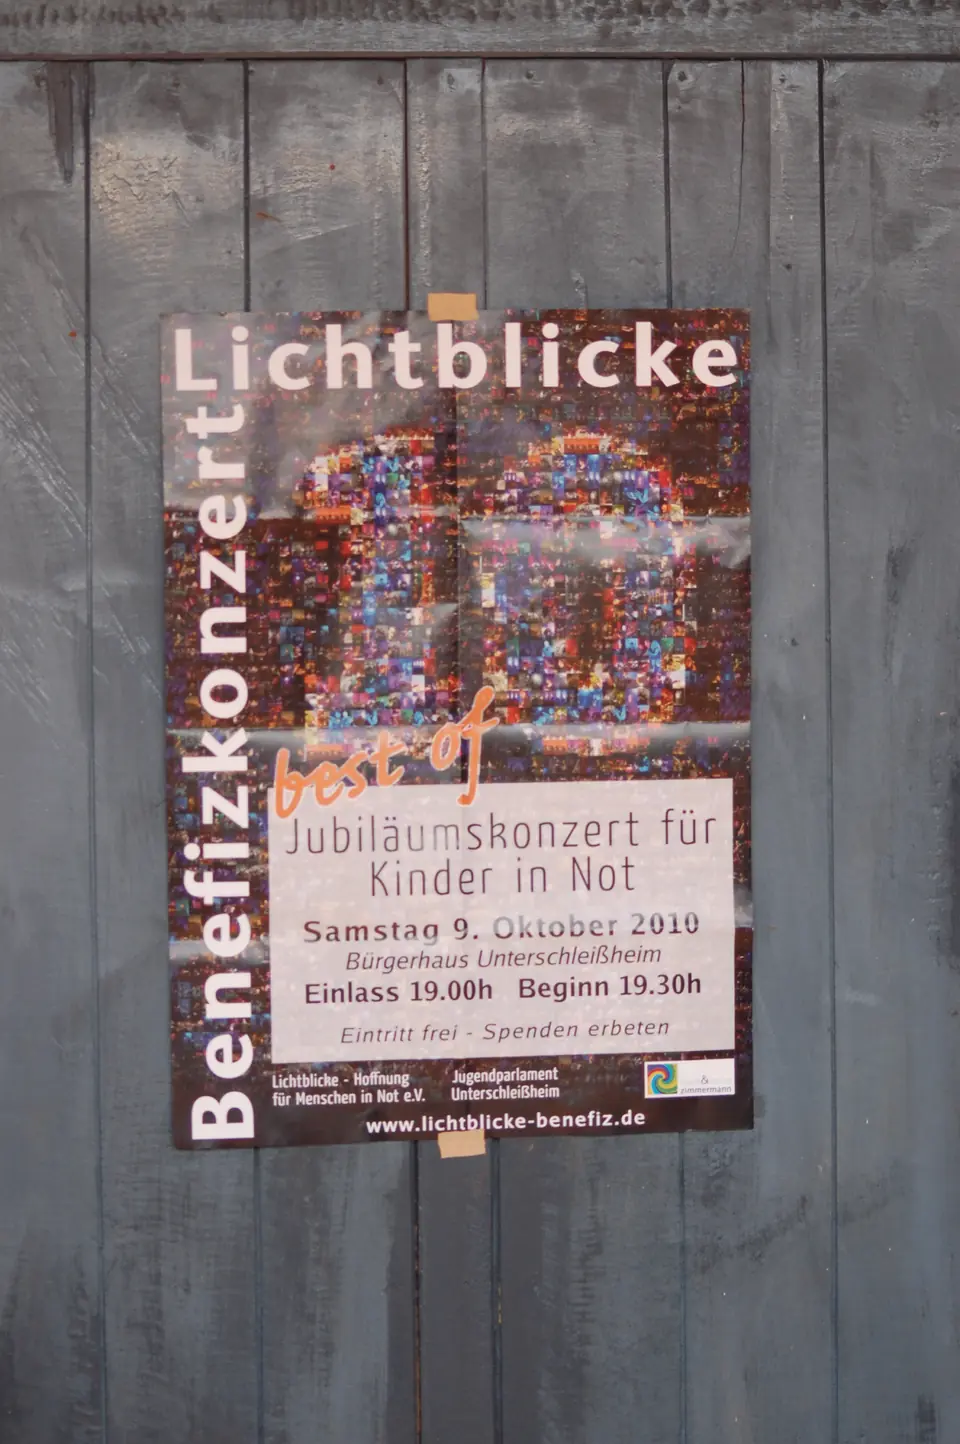 Lichtblicke
Benefizkonzert
10
best of
Jubiläumskonzert für
Kinder in Not
Samstag 9. Oktober 2010
Bürgerhaus Unterschleißheim
Einlass 19.00h Beginn 19.30h
Eintritt frei - Spenden erbeten
Lichtblicke - Hoffnung
für Menschen in Not e.V.
Jugendparlament
Unterschleißheim
&
zimmermann
www.lichtblicke-benefiz.de